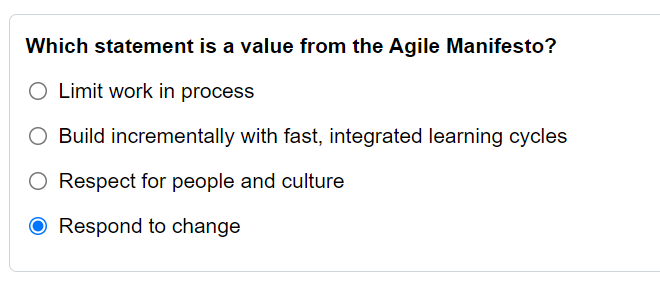 Which statement is a value from the Agile Manifesto?
Limit work in process
Build incrementally with fast, integrated learning cycles
Respect for people and culture
Respond to change